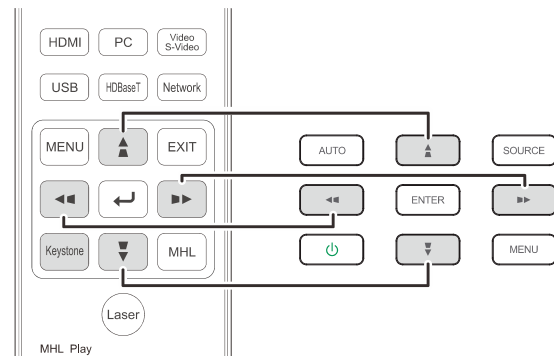 HDMI PC Video
S-Video
USB HDBaseT Network
MENU EXIT
AUTO SOURCE
ENTER
Keystone MHL
MENU
Laser
MHL Play